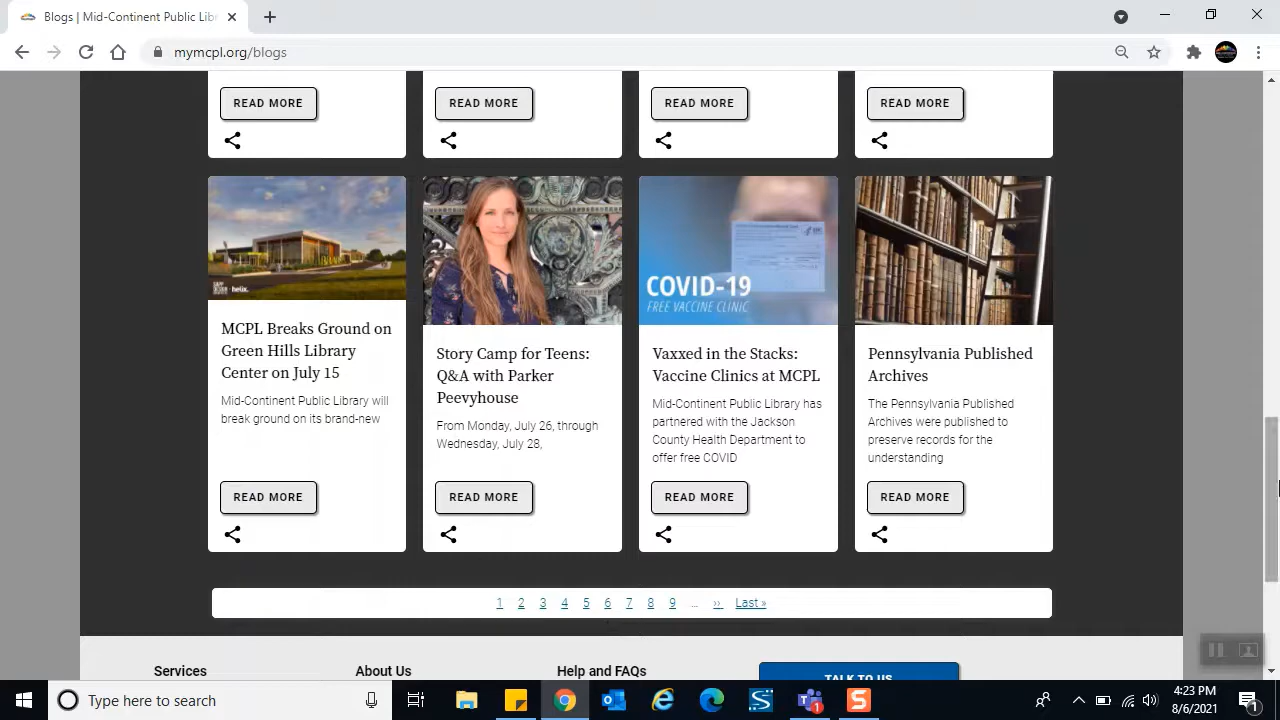 Blogs | Mid-Continent Public Libr
mymcpl.org/blogs
READ MORE
READ MORE
READ MORE
READ MORE
helix.
COVID-19
FREE VACCINE CLINIC
MCPL Breaks Ground on
Green Hills Library
Center on July 15
Mid-Continent Public Library will
break ground on its brand-new
READ MORE
Story Camp for Teens:
Q&A with Parker
Peevyhouse
From Monday, July 26, through
Wednesday, July 28,
READ MORE
Vaxxed in the Stacks:
Vaccine Clinics at MCPL
Mid-Continent Public Library has
partnered with the Jackson
County Health Department to
offer free COVID
READ MORE
Pennsylvania Published
Archives
The Pennsylvania Published
Archives were published to
preserve records for the
understanding
READ MORE
1 2 3 4 5 6 7 8 9 … ›› Last »
Services About Us Help and FAQs
TALK TO US
Type here to search
1
4:23 PM
8/6/2021
1